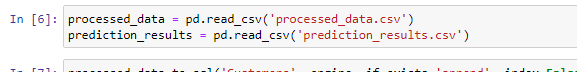 In [6]: processed_data = pd.read_csv('processed_data.csv')
prediction_results = pd.read_csv('prediction_results.csv')